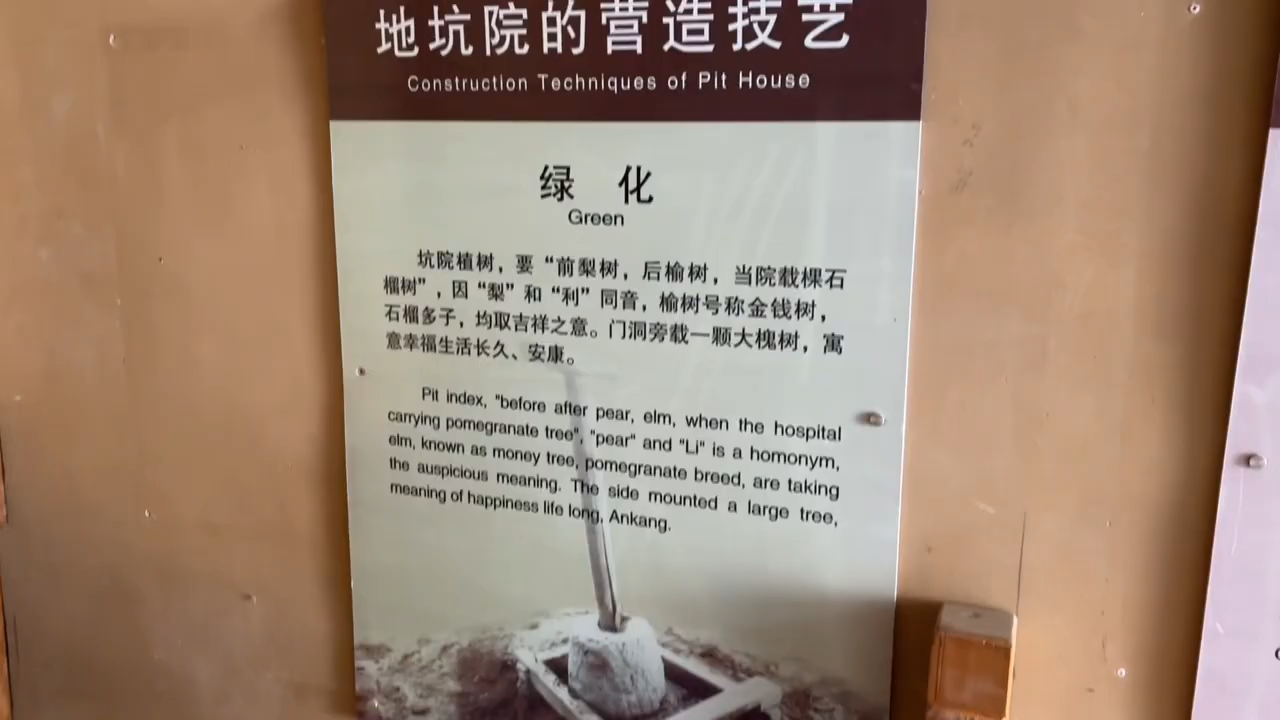 地坑院的营造技艺
Construction Techniques of Pit House
绿 化
Green
坑院植树，要“前梨树，后榆树，当院载棵石
榴树”，因“梨”和“利”同音，榆树号称金钱树，
石榴多子，均取吉祥之意。门洞旁载一颗大槐树，寓
意幸福生活长久、安康。
Pit index, "before after pear, elm, when the hospital
carrying pomegranate tree", "pear" and "Li" is a homonym,
elm, known as money tree, pomegranate breed, are taking
the auspicious meaning. The side mounted a large tree,
meaning of happiness life long, Ankang.